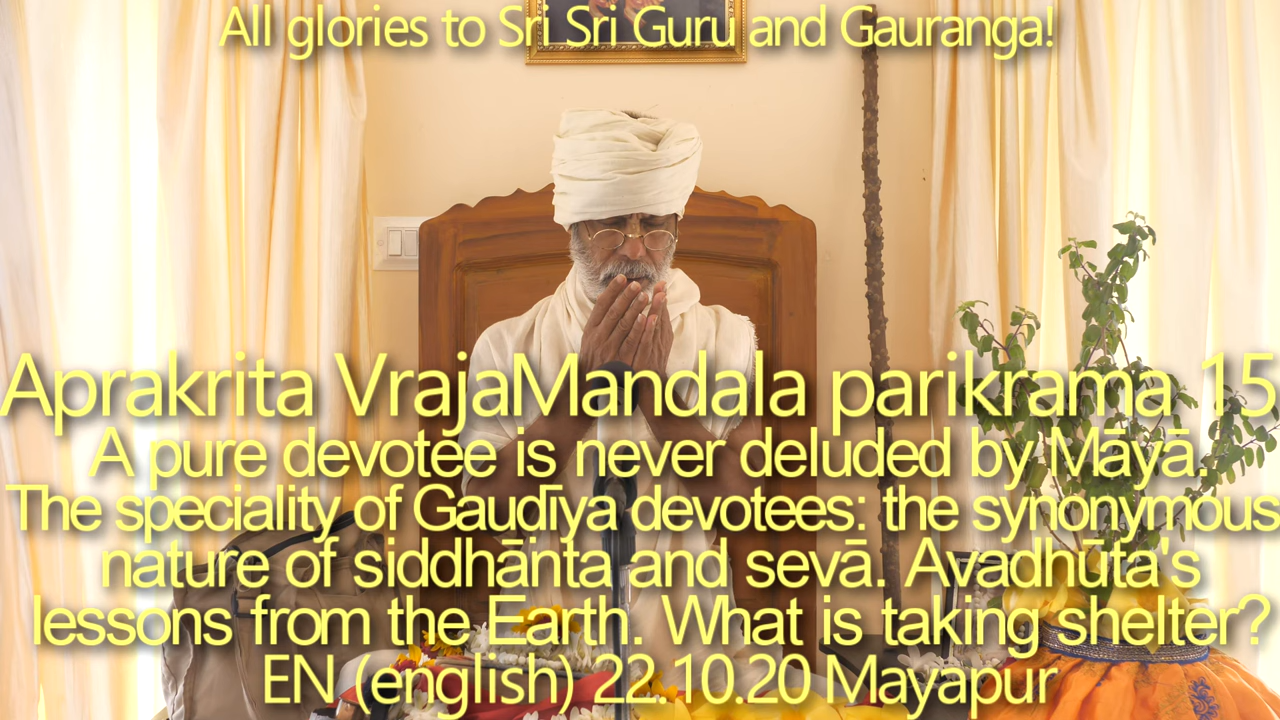 All glories to Sri Sri Guru and Gauranga!
Aprakrita VrajaMandala parikrama 15
A pure devotee is never deluded by Māyā.
The speciality of Gauḍīya devotees: the synonymous
nature of siddhānta and sevā. Avadhūta's
lessons from the Earth. What is taking shelter?
EN (english) 22.10.20 Mayapur